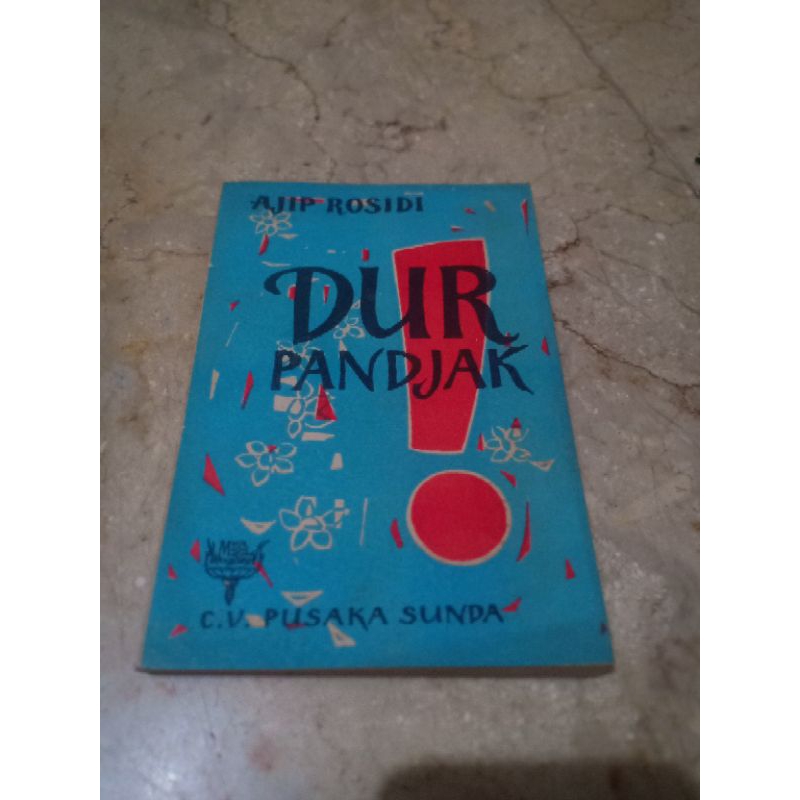 AJIP ROSIDI
DUR
PANDJAK
!
C.V. PUSAKA SUNDA